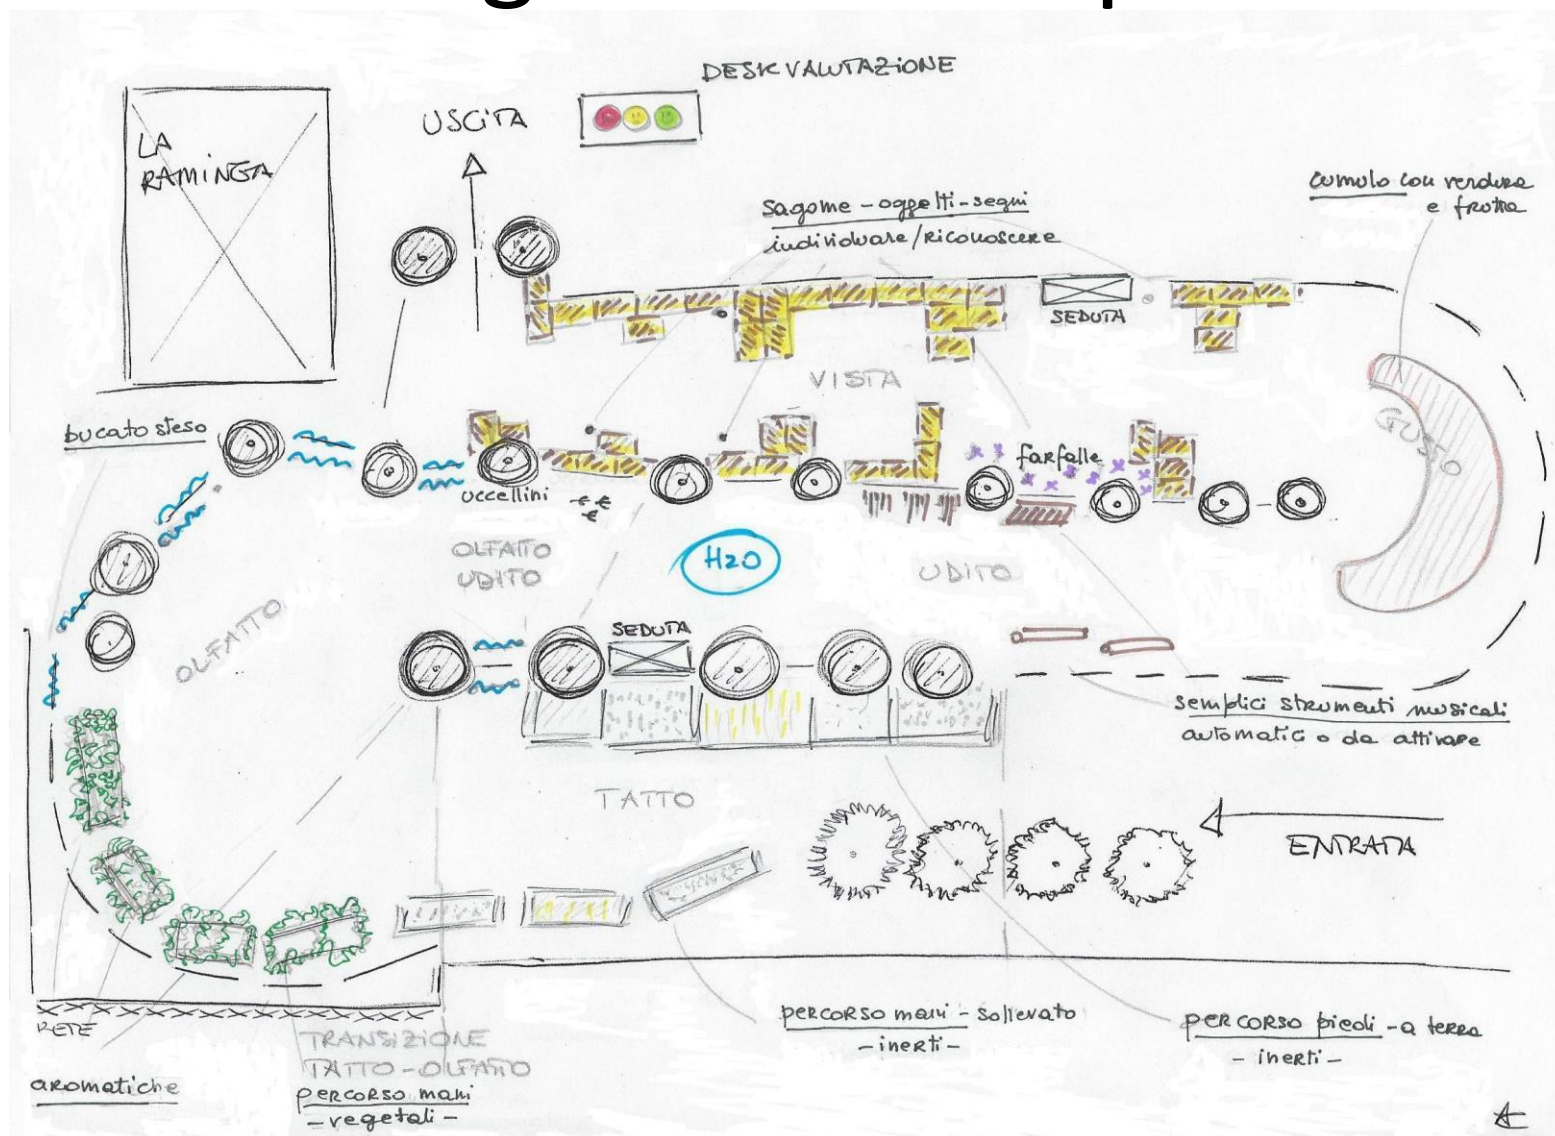 DESK VALUTAZIONE
USCITA
LA
RAMINGA
cumulo con verdura
e frutta
sagome - oggetti - segni
individuare/riconoscere
SEDUTA
VISTA
bucato steso
GUSTO
farfalle
uccellini
OLFATTO
UDITO
H2O
UDITO
OLFATTO
SEDUTA
semplici strumenti musicali
automatici o da attivare
TATTO
ENTRATA
percorso mani - sollevato
- inerti -
percorso piedi - a terra
- inerti -
RETE
TRANSIZIONE
TATTO - OLFATTO
aromatiche
percorso mani
- vegetali -